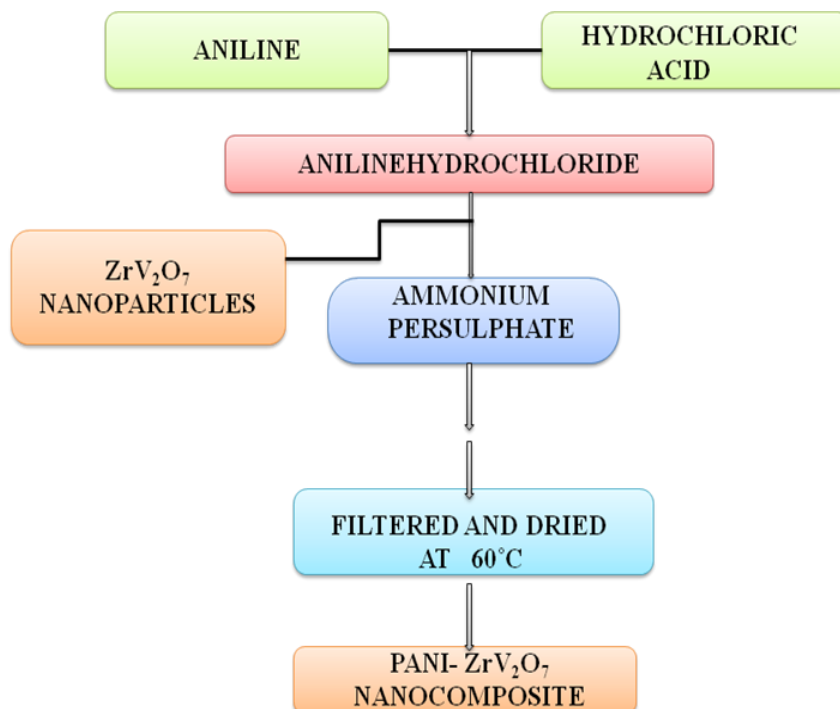 ANILINE
HYDROCHLORIC
ACID
ANILINEHYDROCHLORIDE
ZrV₂O₇
NANOPARTICLES
AMMONIUM
PERSULPHATE
FILTERED AND DRIED
AT 60°C
PANI- ZrV₂O₇
NANOCOMPOSITE